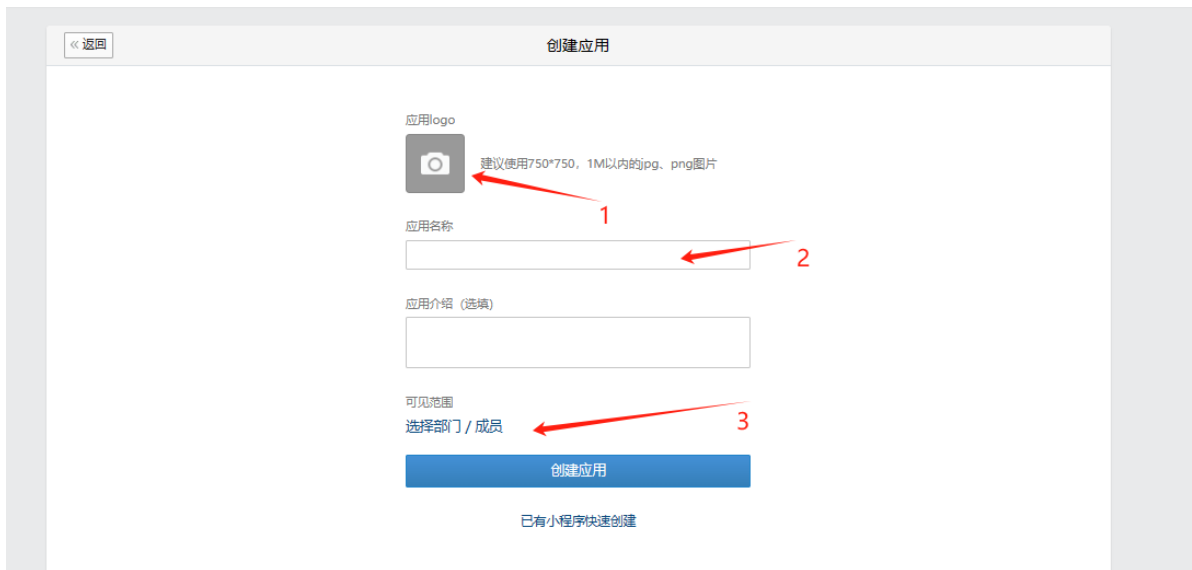 «返回
创建应用
应用logo
建议使用750*750，1M以内的jpg、png图片
1
应用名称
2
应用介绍（选填）
可见范围
选择部门 / 成员
3
创建应用
已有小程序快速创建